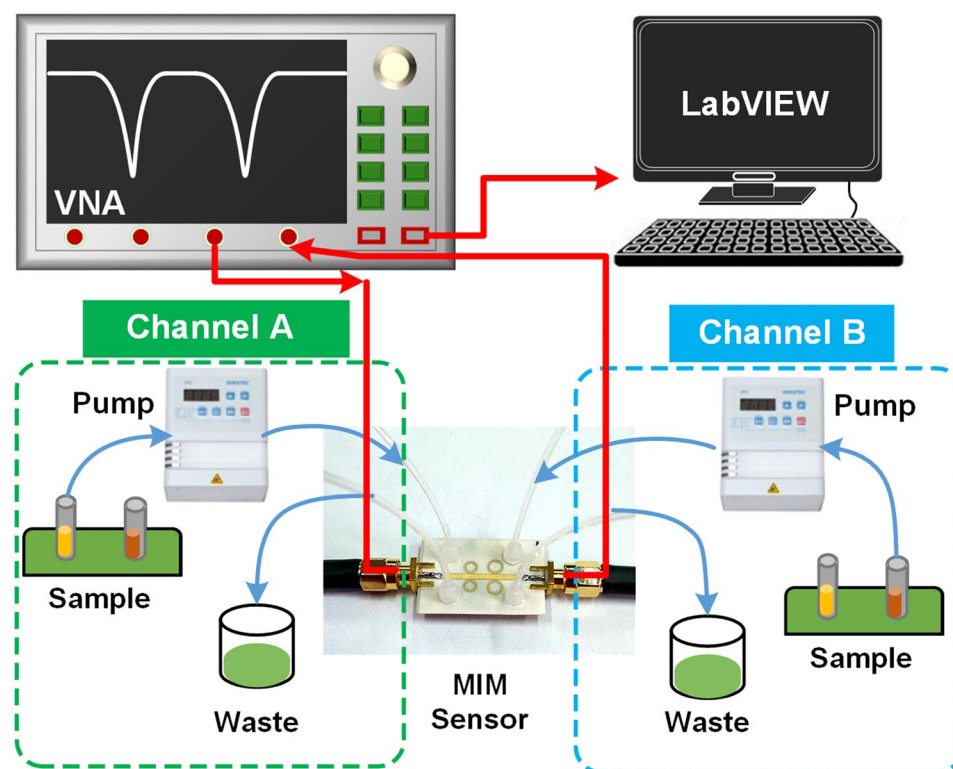 LabVIEW
VNA
Channel A
Channel B
Pump
Pump
Sample
Sample
Waste
MIM
Sensor
Waste